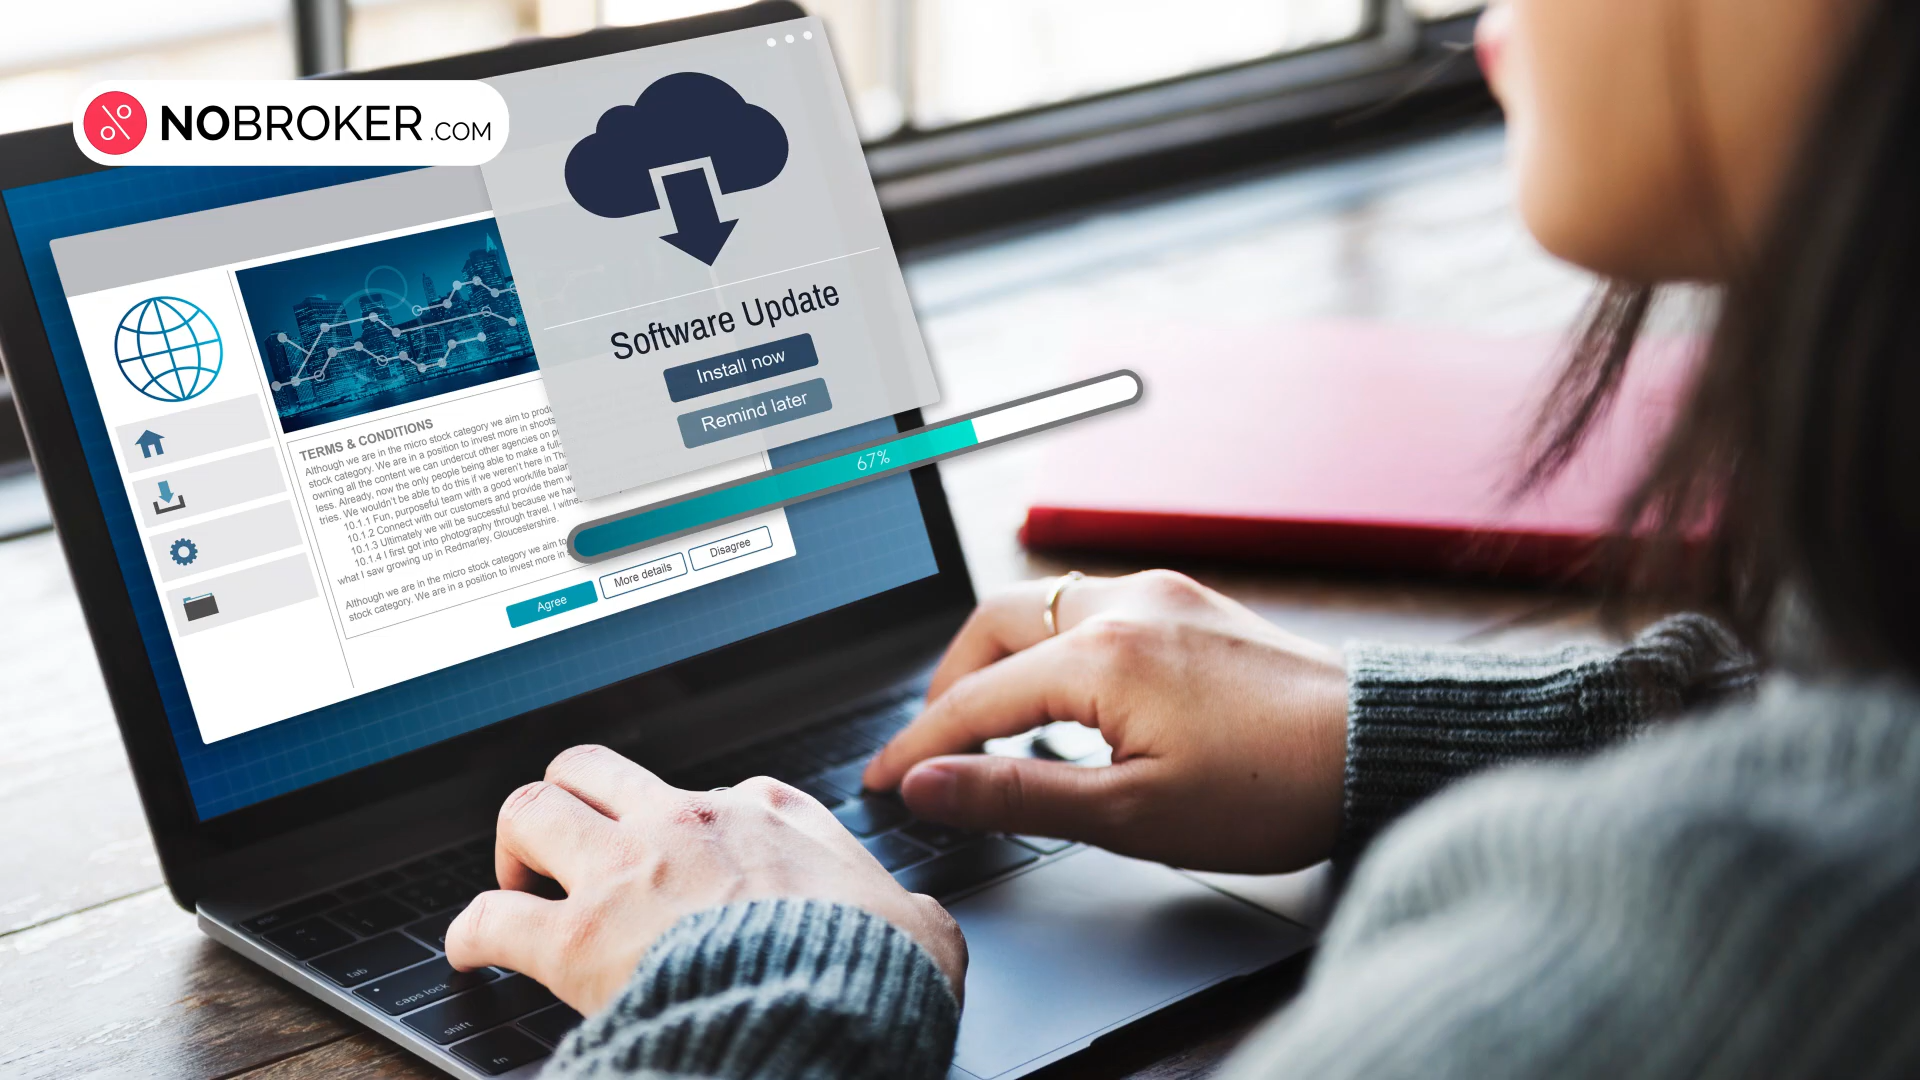 NOBROKER.COM
Software Update
Install now
Remind later
67%
TERMS & CONDITIONS
Although we are in the micro stock category we aim to produ
stock category. We are in a position to invest more in shoots
owning all the content we can undercut other agencies on p
less. Already, now the only people being able to make a full-
tries. We wouldn't be able to do this if we weren't here in Th
10.1.1 Fun, purposeful team with a good work/life balan
10.1.2 Connect with our customers and provide them w
10.1.3 Ultimately we will be successful because we hav
10.1.4 I first got into photography through travel. I witne
what I saw growing up in Redmarley, Gloucestershire.
Although we are in the micro stock category we aim to
stock category. We are in a position to invest more in s
Agree
More details
Disagree
tab
caps lock
shift
fn